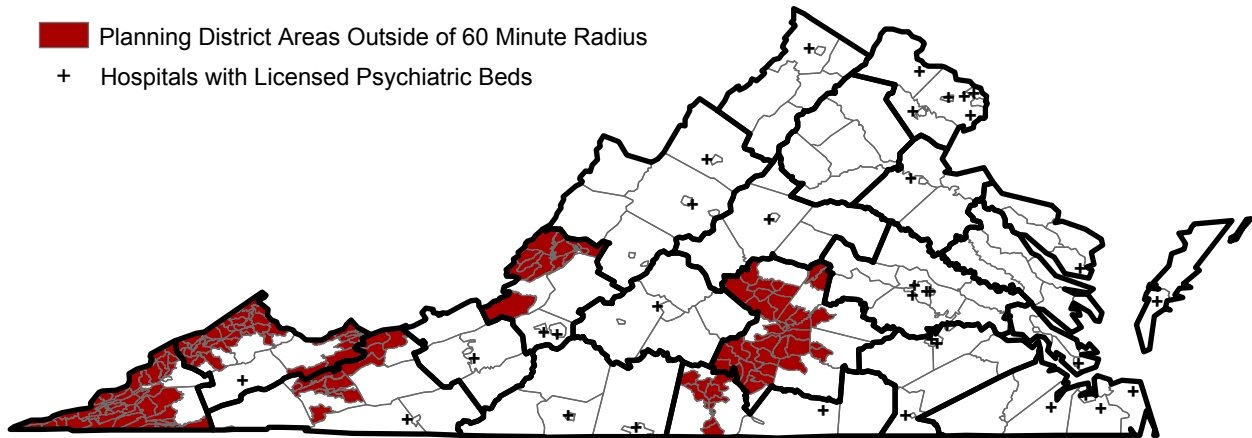 Planning District Areas Outside of 60 Minute Radius
+ Hospitals with Licensed Psychiatric Beds